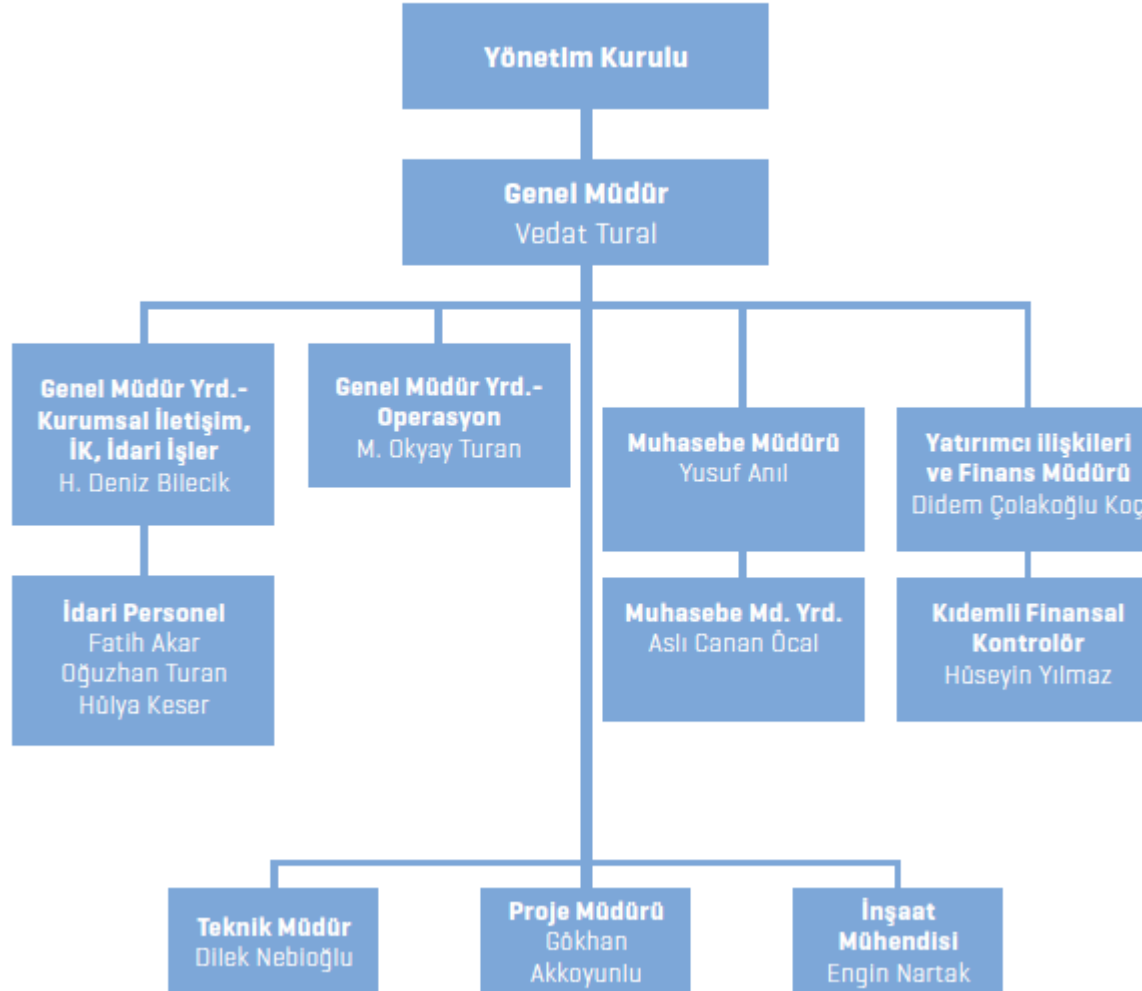 Yönetim Kurulu
Genel Müdür
Vedat Tural
Genel Müdür Yrd.-
Kurumsal İletişim,
İK, İdari İşler
H. Deniz Bilecik
Genel Müdür Yrd.-
Operasyon
M. Okyay Turan
Muhasebe Müdürü
Yusuf Anıl
Yatırımcı ilişkileri
ve Finans Müdürü
Didem Çolakoğlu Koç
İdari Personel
Fatih Akar
Oğuzhan Turan
Hülya Keser
Muhasebe Md. Yrd.
Aslı Canan Öcal
Kıdemli Finansal
Kontrolör
Hüseyin Yılmaz
Teknik Müdür
Dilek Nebioğlu
Proje Müdürü
Gökhan
Akkoyunlu
İnşaat
Mühendisi
Engin Nartak